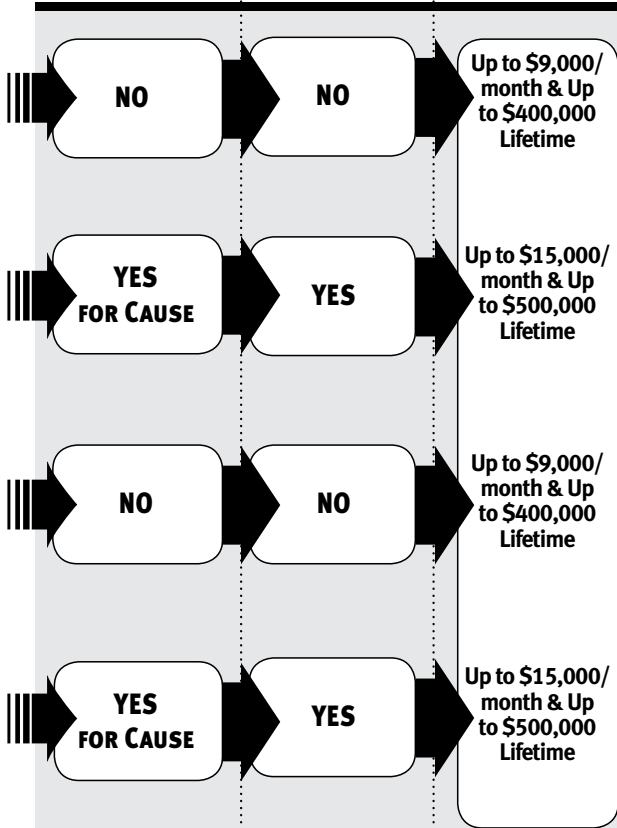 NO
NO
Up to $9,000/
month & Up
to $400,000
Lifetime
YES
FOR CAUSE
YES
Up to $15,000/
month & Up
to $500,000
Lifetime
NO
NO
Up to $9,000/
month & Up
to $400,000
Lifetime
YES
FOR CAUSE
YES
Up to $15,000/
month & Up
to $500,000
Lifetime